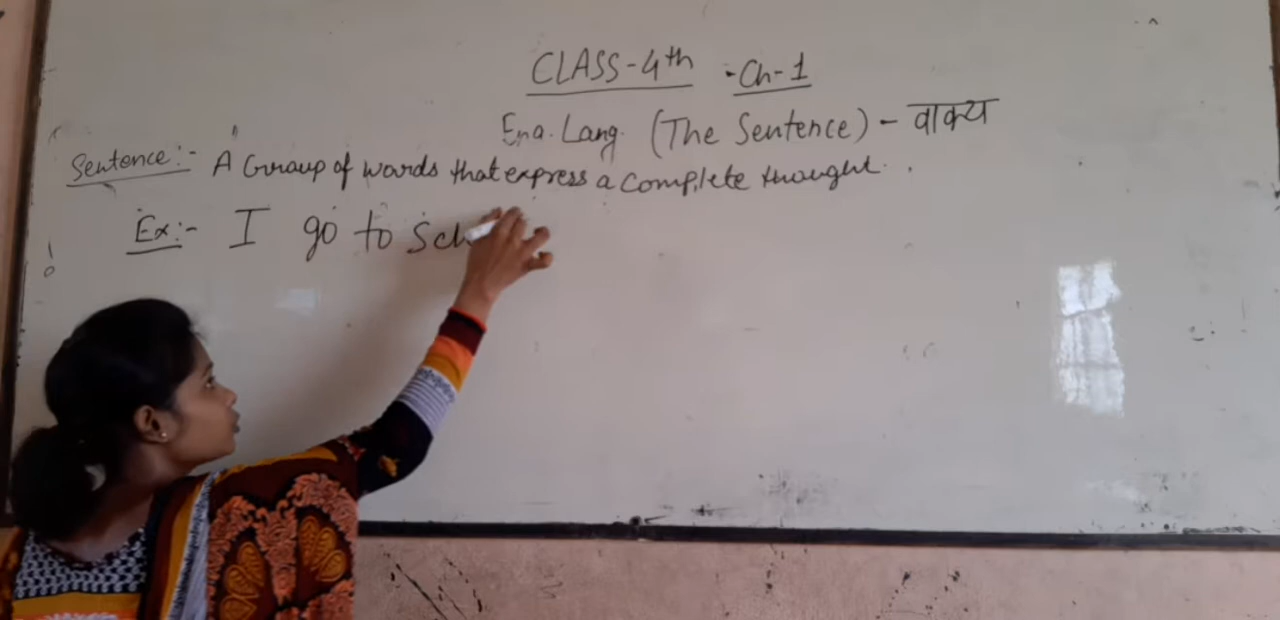 CLASS-4th -Ch-1
Eng. Lang. (The Sentence) - वाक्य
Sentence:- A Group of words that express a complete thought.
Ex:- I go to Sch